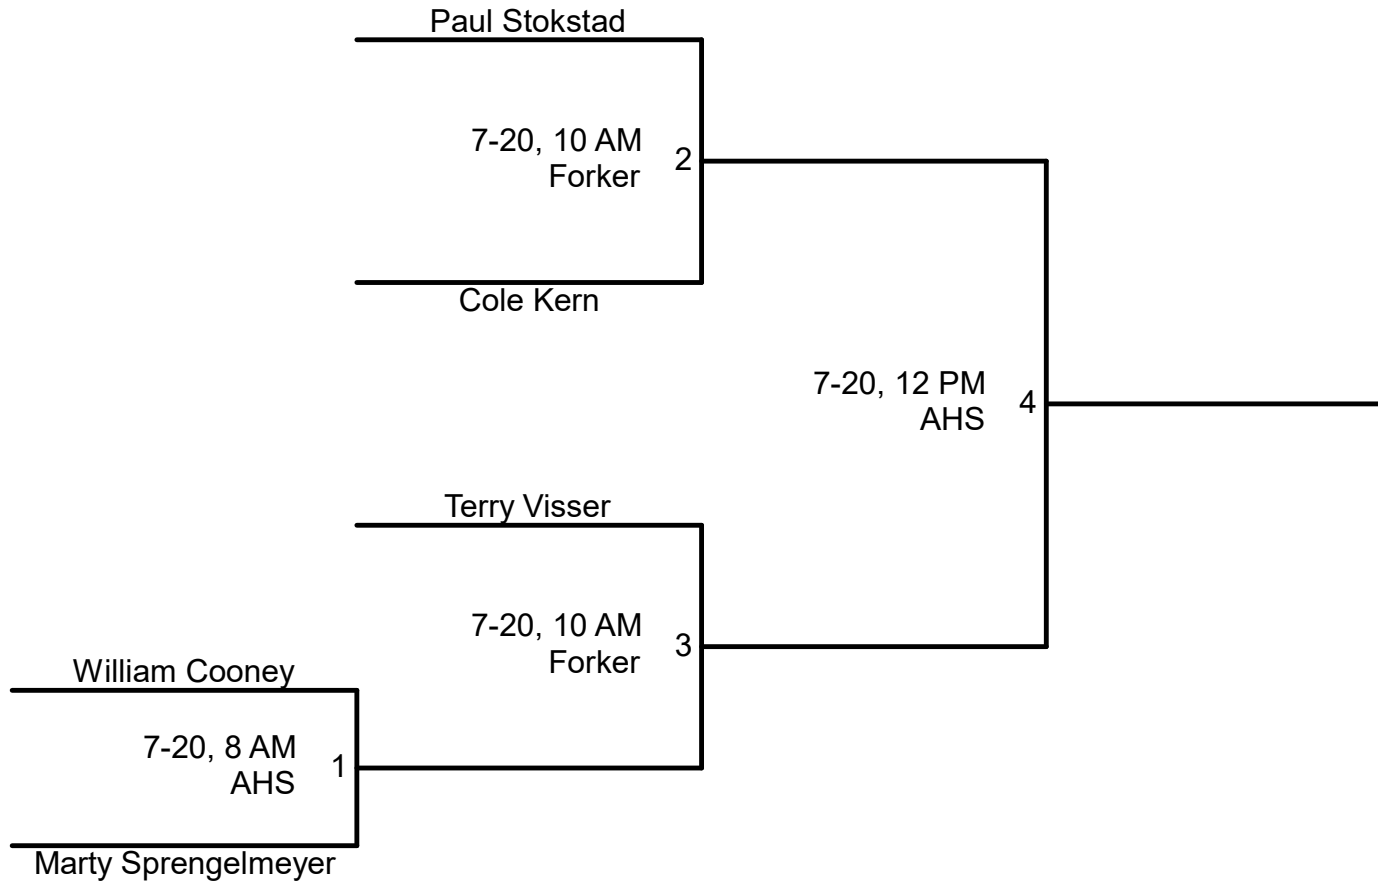 Paul Stokstad
7-20, 10 AM
Forker
2
Cole Kern
7-20, 12 PM
AHS
4
Terry Visser
7-20, 10 AM
Forker
3
William Cooney
7-20, 8 AM
AHS
1
Marty Sprengelmeyer